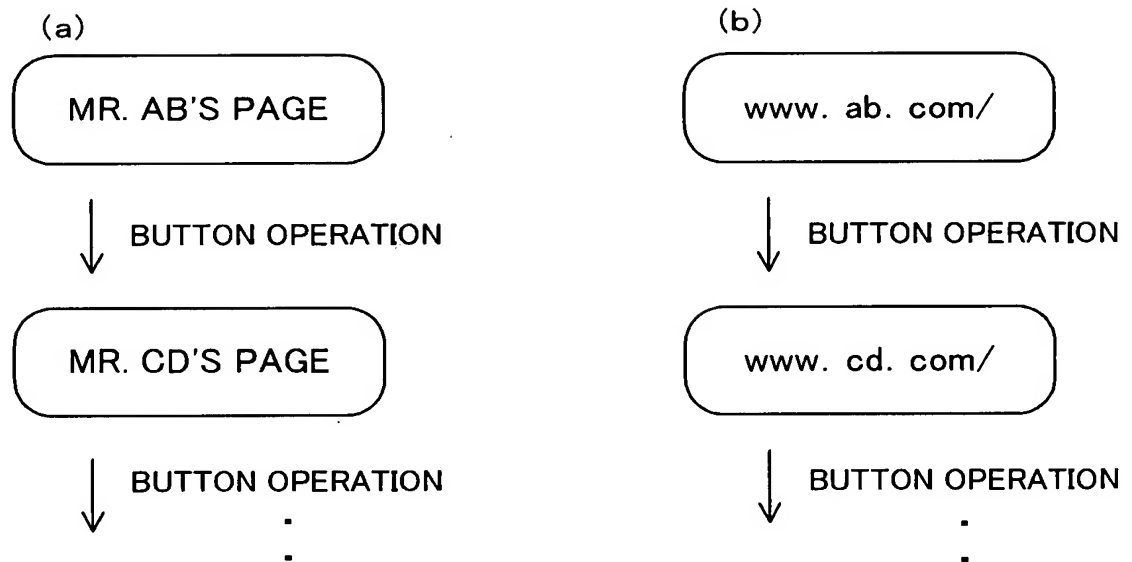 (a)
MR. AB'S PAGE
BUTTON OPERATION
MR. CD'S PAGE
BUTTON OPERATION
(b)
www. ab. com/
BUTTON OPERATION
www. cd. com/
BUTTON OPERATION